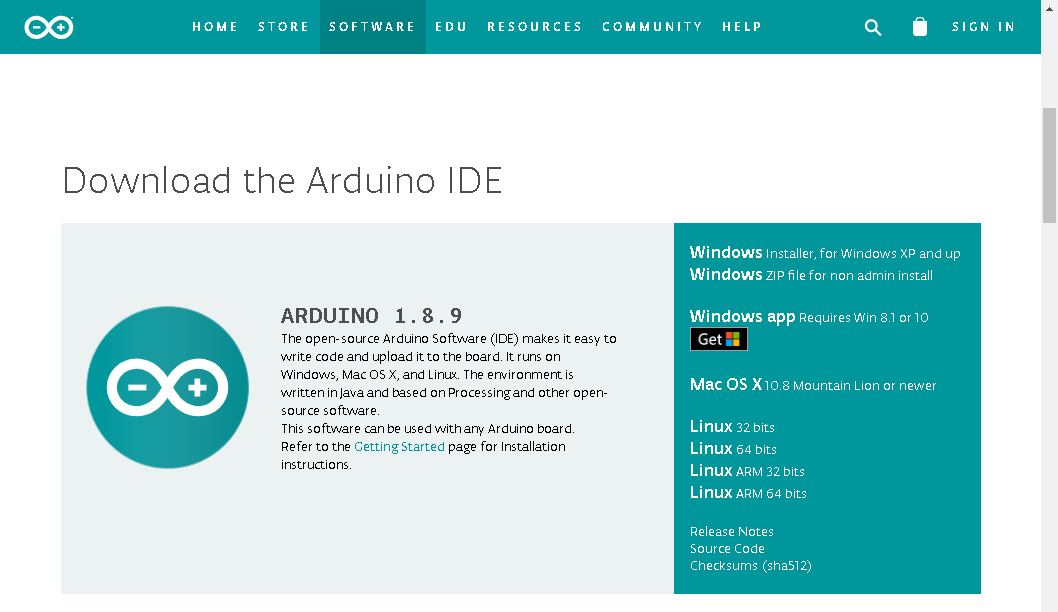 HOME STORE SOFTWARE EDU RESOURCES COMMUNITY HELP SIGN IN
Download the Arduino IDE
ARDUINO 1.8.9
The open-source Arduino Software (IDE) makes it easy to
write code and upload it to the board. It runs on
Windows, Mac OS X, and Linux. The environment is
written in Java and based on Processing and other open-
source software.
This software can be used with any Arduino board.
Refer to the Getting Started page for Installation
instructions.
Windows Installer, for Windows XP and up
Windows ZIP file for non admin install
Windows app Requires Win 8.1 or 10
Get
Mac OS X 10.8 Mountain Lion or newer
Linux 32 bits
Linux 64 bits
Linux ARM 32 bits
Linux ARM 64 bits
Release Notes
Source Code
Checksums (sha512)